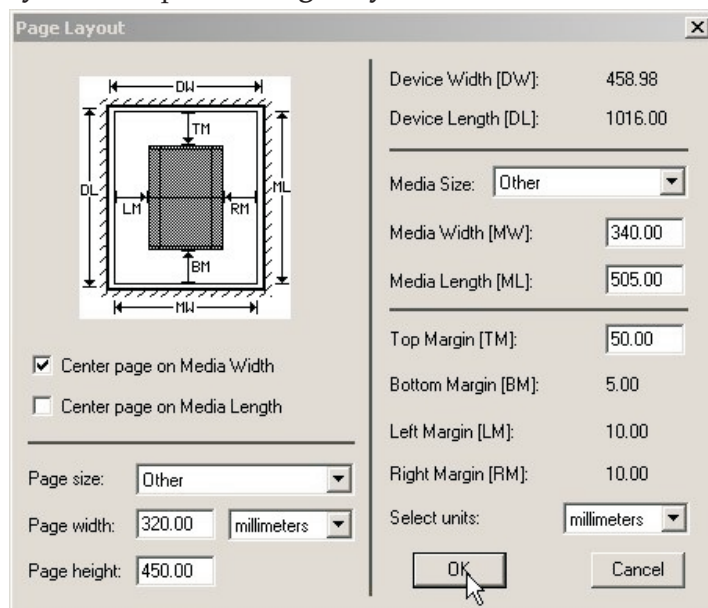 Page Layout
DW
TM
DL
ML
LM
RM
BM
MW
Center page on Media Width
Center page on Media Length
Page size: Other
Page width: 320.00 millimeters
Page height: 450.00
Device Width [DW]: 458.98
Device Length [DL]: 1016.00
Media Size: Other
Media Width [MW]: 340.00
Media Length [ML]: 505.00
Top Margin [TM]: 50.00
Bottom Margin [BM]: 5.00
Left Margin [LM]: 10.00
Right Margin [RM]: 10.00
Select units: millimeters
OK Cancel